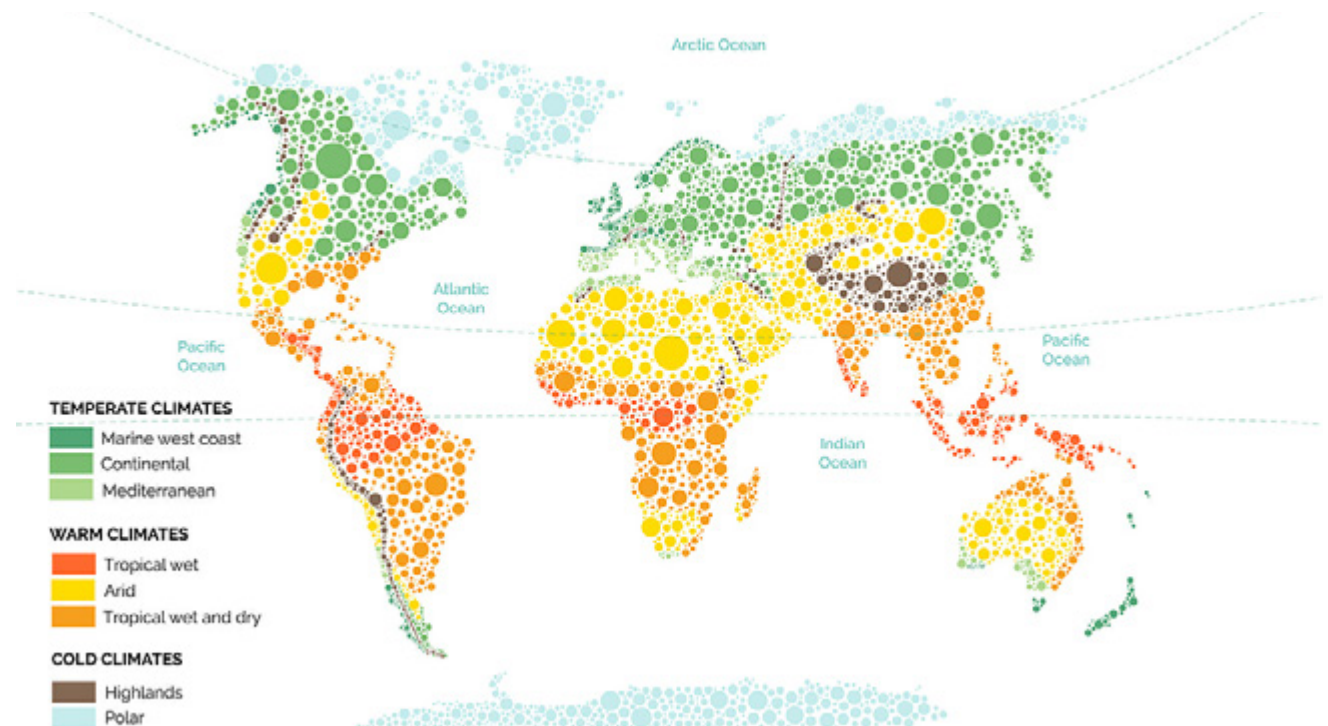 Arctic Ocean
Atlantic
Ocean
Pacific
Ocean
Pacific
Ocean
Indian
Ocean
TEMPERATE CLIMATES
Marine west coast
Continental
Mediterranean
WARM CLIMATES
Tropical wet
Arid
Tropical wet and dry
COLD CLIMATES
Highlands
Polar